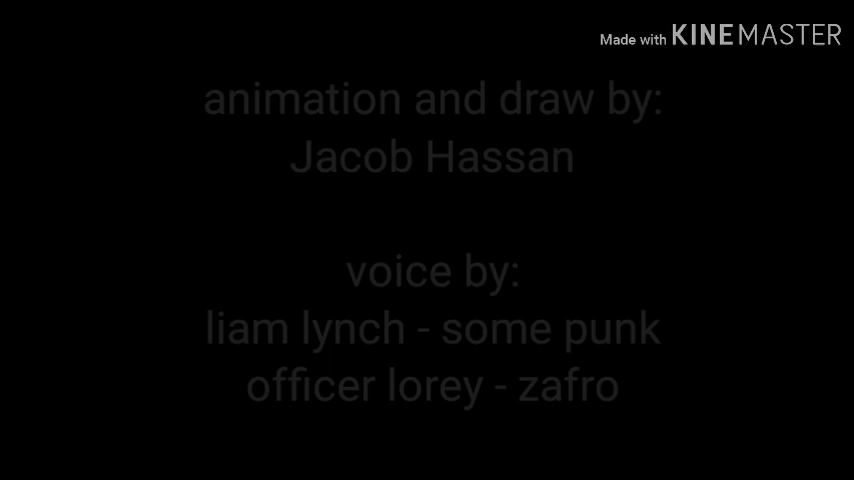 Made with KINEMASTER
animation and draw by:
Jacob Hassan
voice by:
liam lynch - some punk
officer lorey - zafro